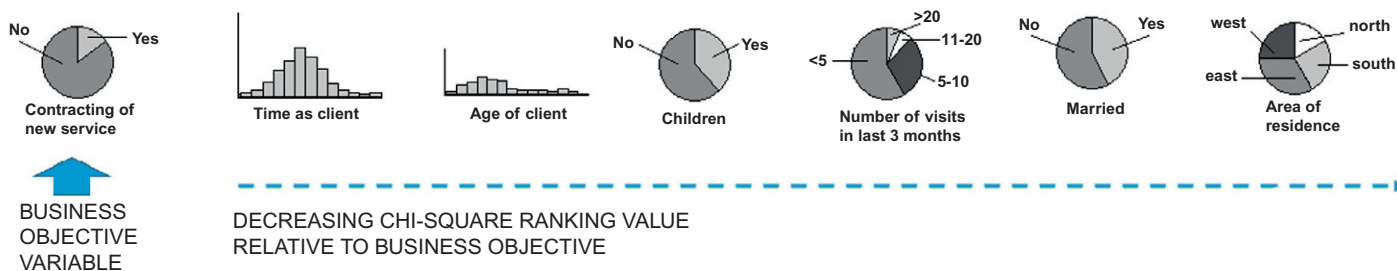 No
Yes
Contracting of
new service
Time as client
Age of client
No
Yes
Children
>20
11-20
<5
5-10
Number of visits
in last 3 months
No
Yes
Married
west
north
east
south
Area of
residence
BUSINESS
OBJECTIVE
VARIABLE
DECREASING CHI-SQUARE RANKING VALUE
RELATIVE TO BUSINESS OBJECTIVE